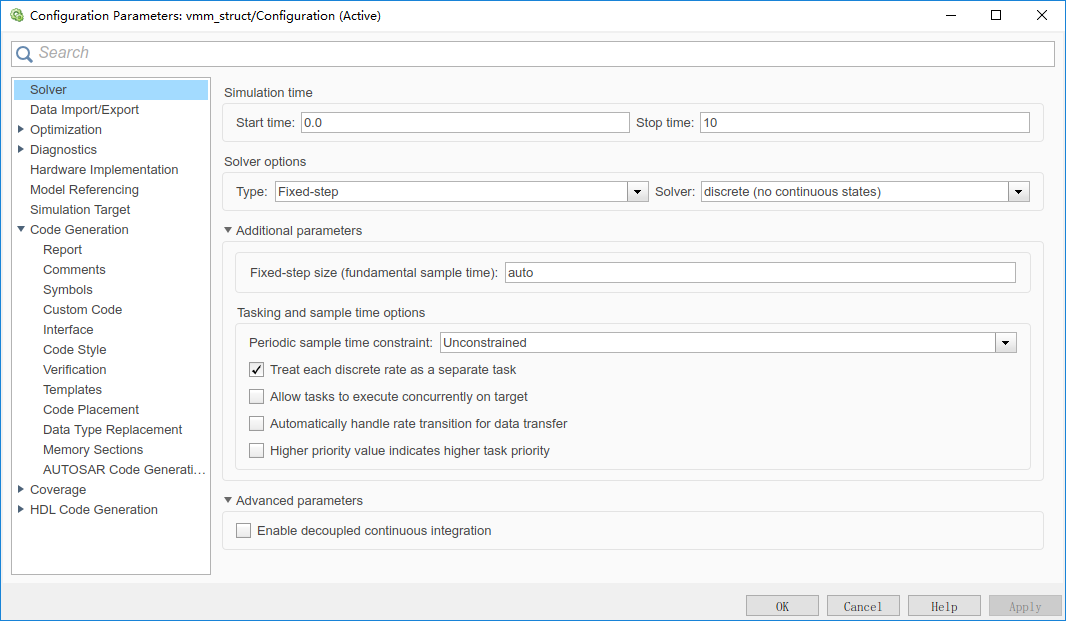 Configuration Parameters: vmm_struct/Configuration (Active)
Search
Solver
Data Import/Export
Optimization
Diagnostics
Hardware Implementation
Model Referencing
Simulation Target
Code Generation
Report
Comments
Symbols
Custom Code
Interface
Code Style
Verification
Templates
Code Placement
Data Type Replacement
Memory Sections
AUTOSAR Code Generati...
Coverage
HDL Code Generation
Simulation time
Start time: 0.0 Stop time: 10
Solver options
Type: Fixed-step Solver: discrete (no continuous states)
Additional parameters
Fixed-step size (fundamental sample time): auto
Tasking and sample time options
Periodic sample time constraint: Unconstrained
Treat each discrete rate as a separate task
Allow tasks to execute concurrently on target
Automatically handle rate transition for data transfer
Higher priority value indicates higher task priority
Advanced parameters
Enable decoupled continuous integration
OK Cancel Help Apply